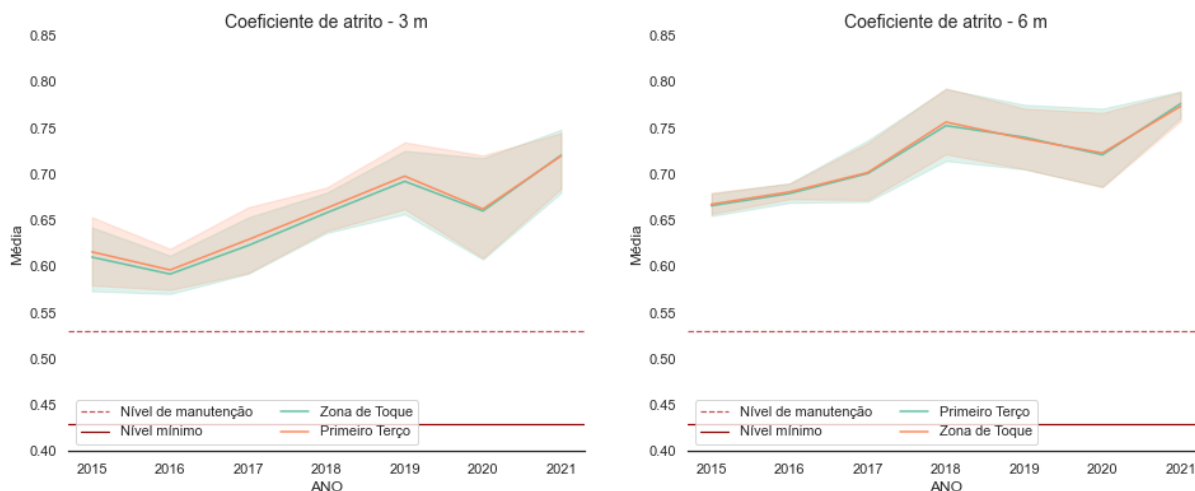 Coeficiente de atrito - 3 m
0.85
0.80
0.75
0.70
0.65
0.60
0.55
0.50
0.45
0.40
Média
Nível de manutenção
Nível mínimo
Zona de Toque
Primeiro Terço
2015 2016 2017 2018 2019 2020 2021
ANO
Coeficiente de atrito - 6 m
0.85
0.80
0.75
0.70
0.65
0.60
0.55
0.50
0.45
0.40
Média
Nível de manutenção
Nível mínimo
Primeiro Terço
Zona de Toque
2015 2016 2017 2018 2019 2020 2021
ANO